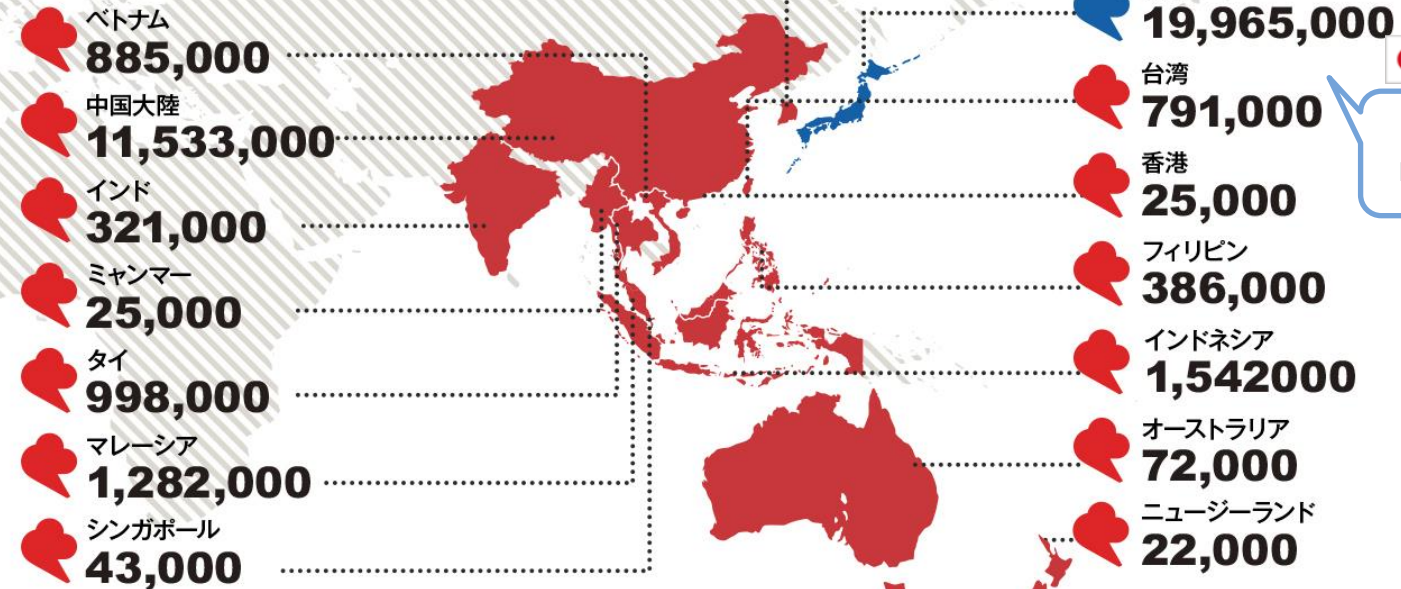 ベトナム
885,000
中国大陸
11,533,000
インド
321,000
ミャンマー
25,000
タイ
998,000
マレーシア
1,282,000
シンガポール
43,000
19,965,000
台湾
791,000
香港
25,000
フィリピン
386,000
インドネシア
1,542000
オーストラリア
72,000
ニュージーランド
22,000